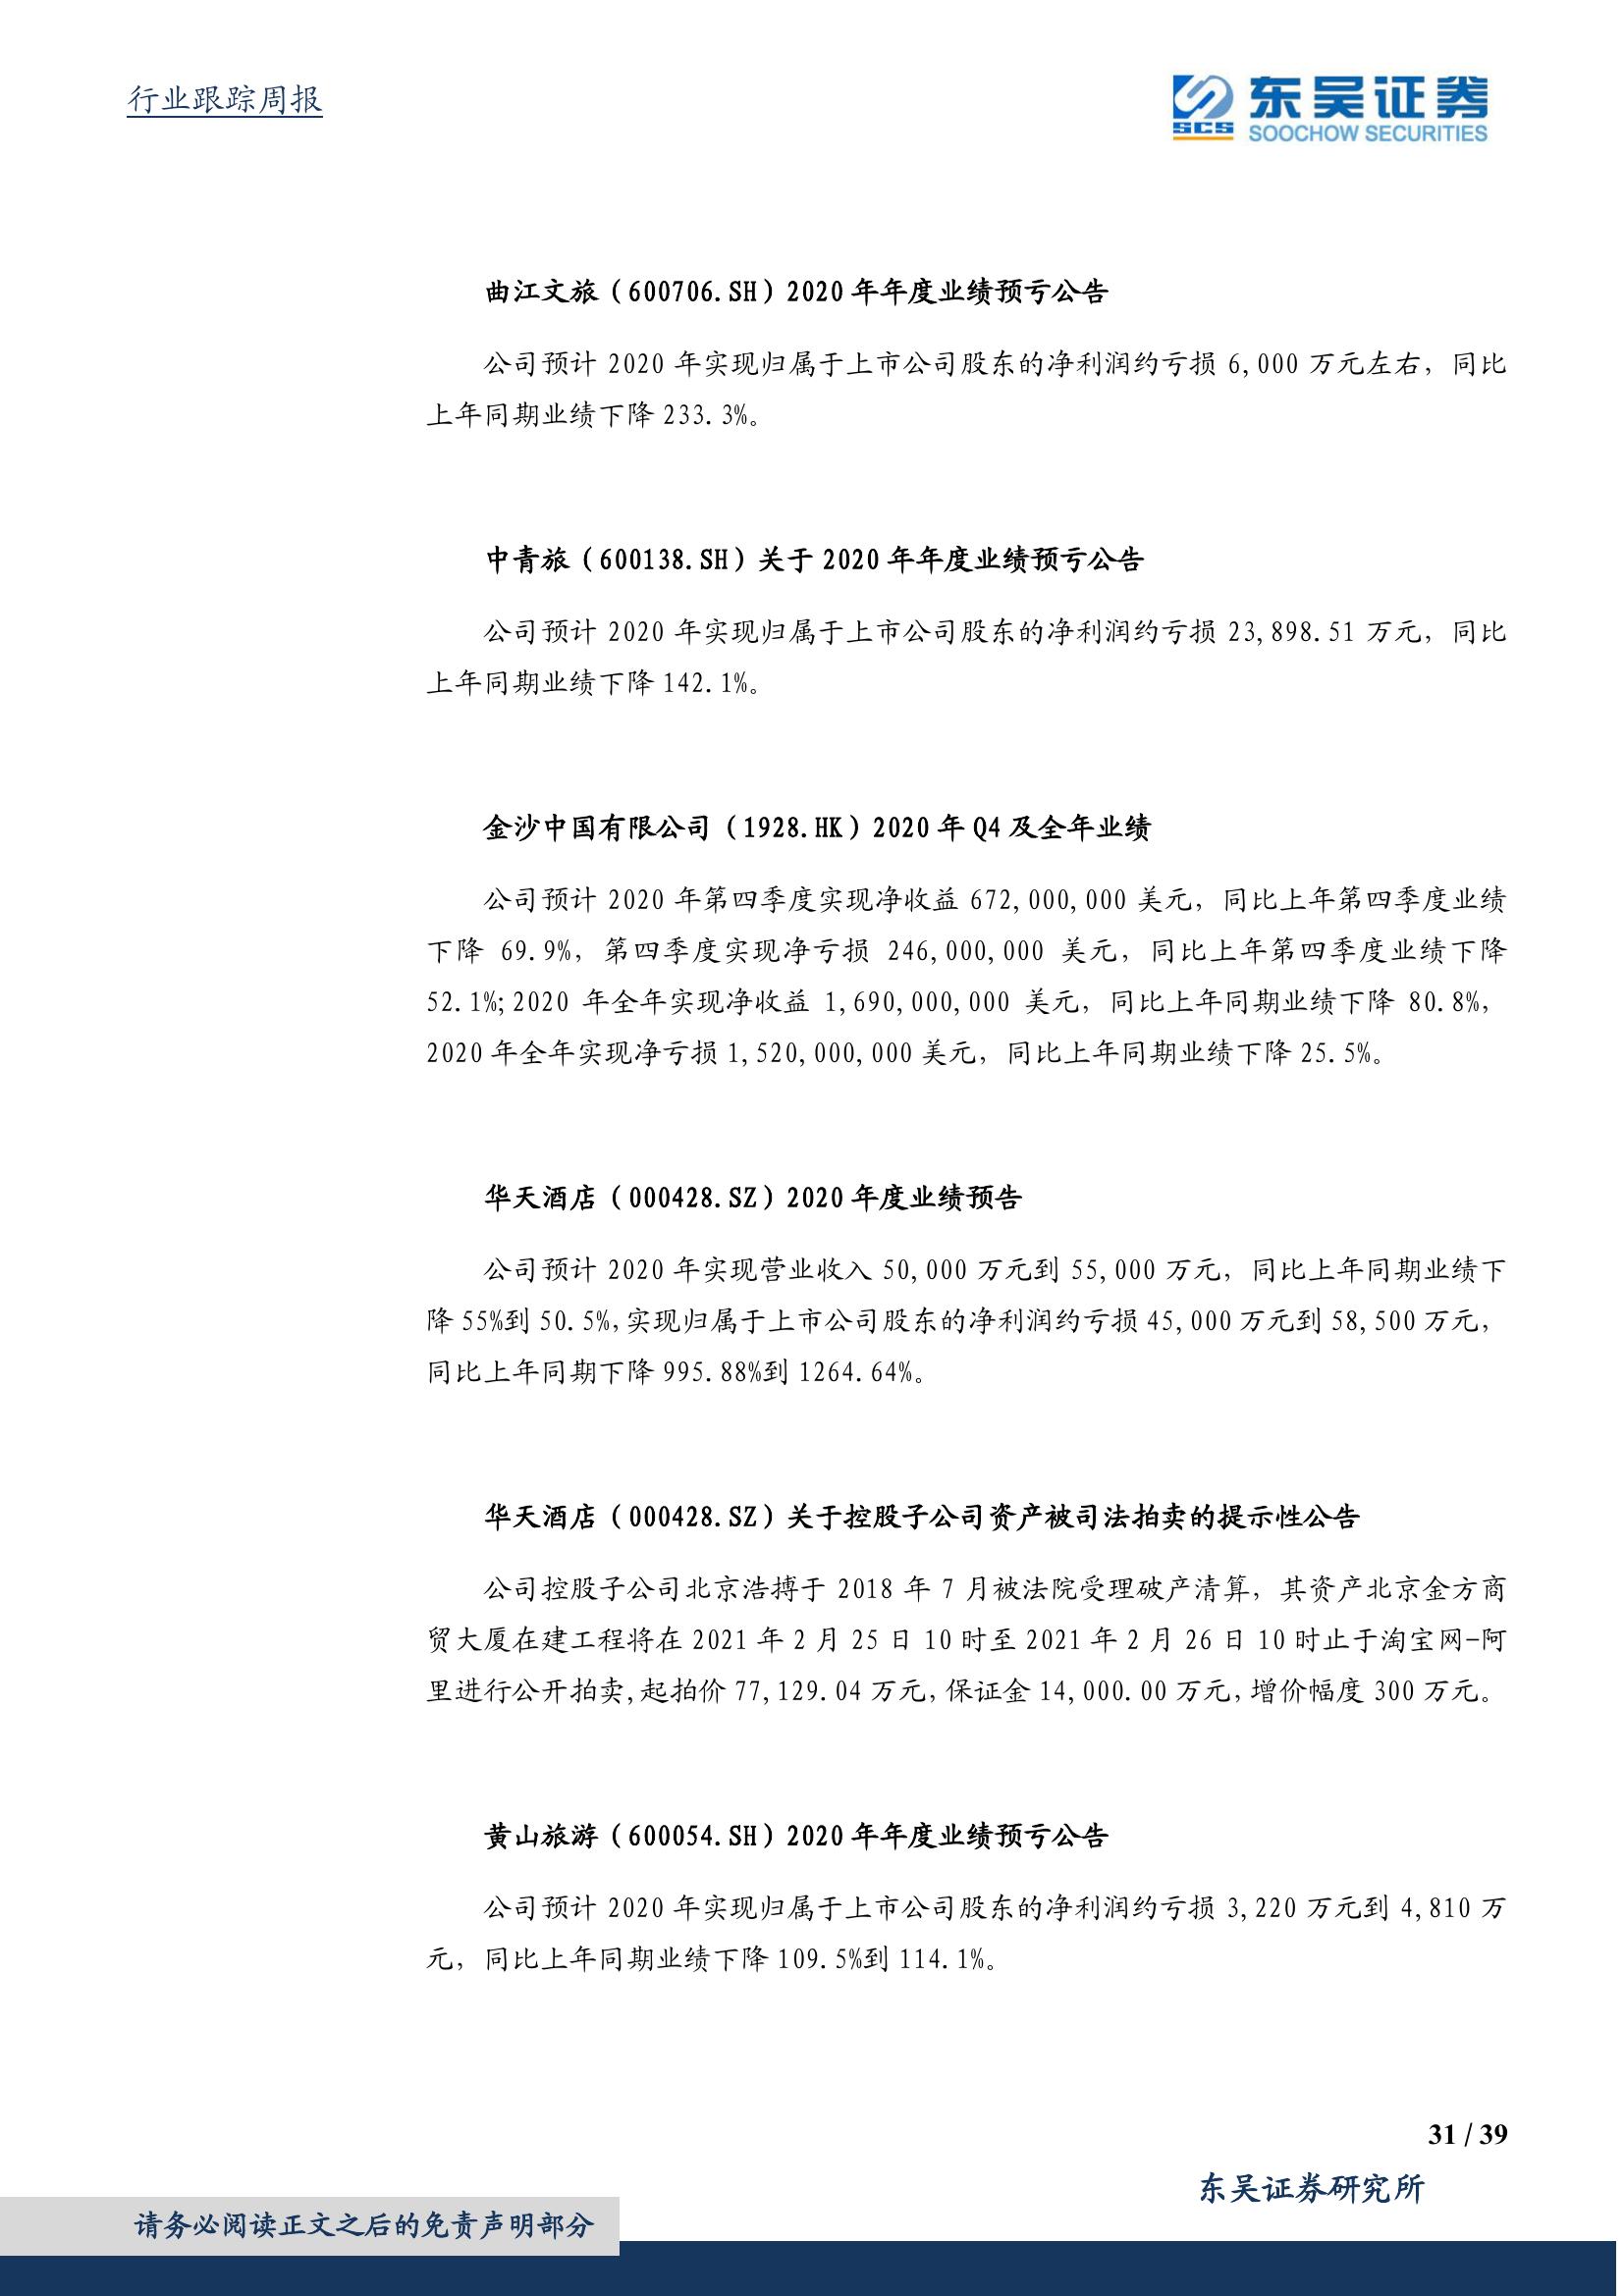 行业跟踪周报
SCS 东吴证券
SOOCHOW SECURITIES
曲江文旅（600706.SH）2020年年度业绩预亏公告
公司预计 2020 年实现归属于上市公司股东的净利润约亏损 6,000 万元左右，同比
上年同期业绩下降 233.3%。
中青旅（600138.SH）关于 2020 年年度业绩预亏公告
公司预计 2020 年实现归属于上市公司股东的净利润约亏损 23,898.51 万元，同比
上年同期业绩下降 142.1%。
金沙中国有限公司（1928.HK）2020 年 Q4 及全年业绩
公司预计 2020 年第四季度实现净收益 672,000,000 美元，同比上年第四季度业绩
下降 69.9%，第四季度实现净亏损 246,000,000 美元，同比上年第四季度业绩下降
52.1%;2020 年全年实现净收益 1,690,000,000 美元，同比上年同期业绩下降 80.8%，
2020 年全年实现净亏损 1,520,000,000 美元，同比上年同期业绩下降 25.5%。
华天酒店（000428.SZ）2020 年度业绩预告
公司预计 2020 年实现营业收入 50,000 万元到 55,000 万元，同比上年同期业绩下
降 55%到 50.5%,实现归属于上市公司股东的净利润约亏损 45,000 万元到 58,500 万元，
同比上年同期下降 995.88%到 1264.64%。
华天酒店（000428.SZ）关于控股子公司资产被司法拍卖的提示性公告
公司控股子公司北京浩搏于 2018 年 7 月被法院受理破产清算，其资产北京金方商
贸大厦在建工程将在 2021 年 2 月 25 日 10 时至 2021 年 2 月 26 日 10 时止于淘宝网-阿
里进行公开拍卖,起拍价 77,129.04 万元,保证金 14,000.00 万元,增价幅度 300 万元。
黄山旅游（600054.SH）2020 年年度业绩预亏公告
公司预计 2020 年实现归属于上市公司股东的净利润约亏损 3,220 万元到 4,810 万
元，同比上年同期业绩下降 109.5%到 114.1%。
31 / 39
东吴证券研究所
请务必阅读正文之后的免责声明部分